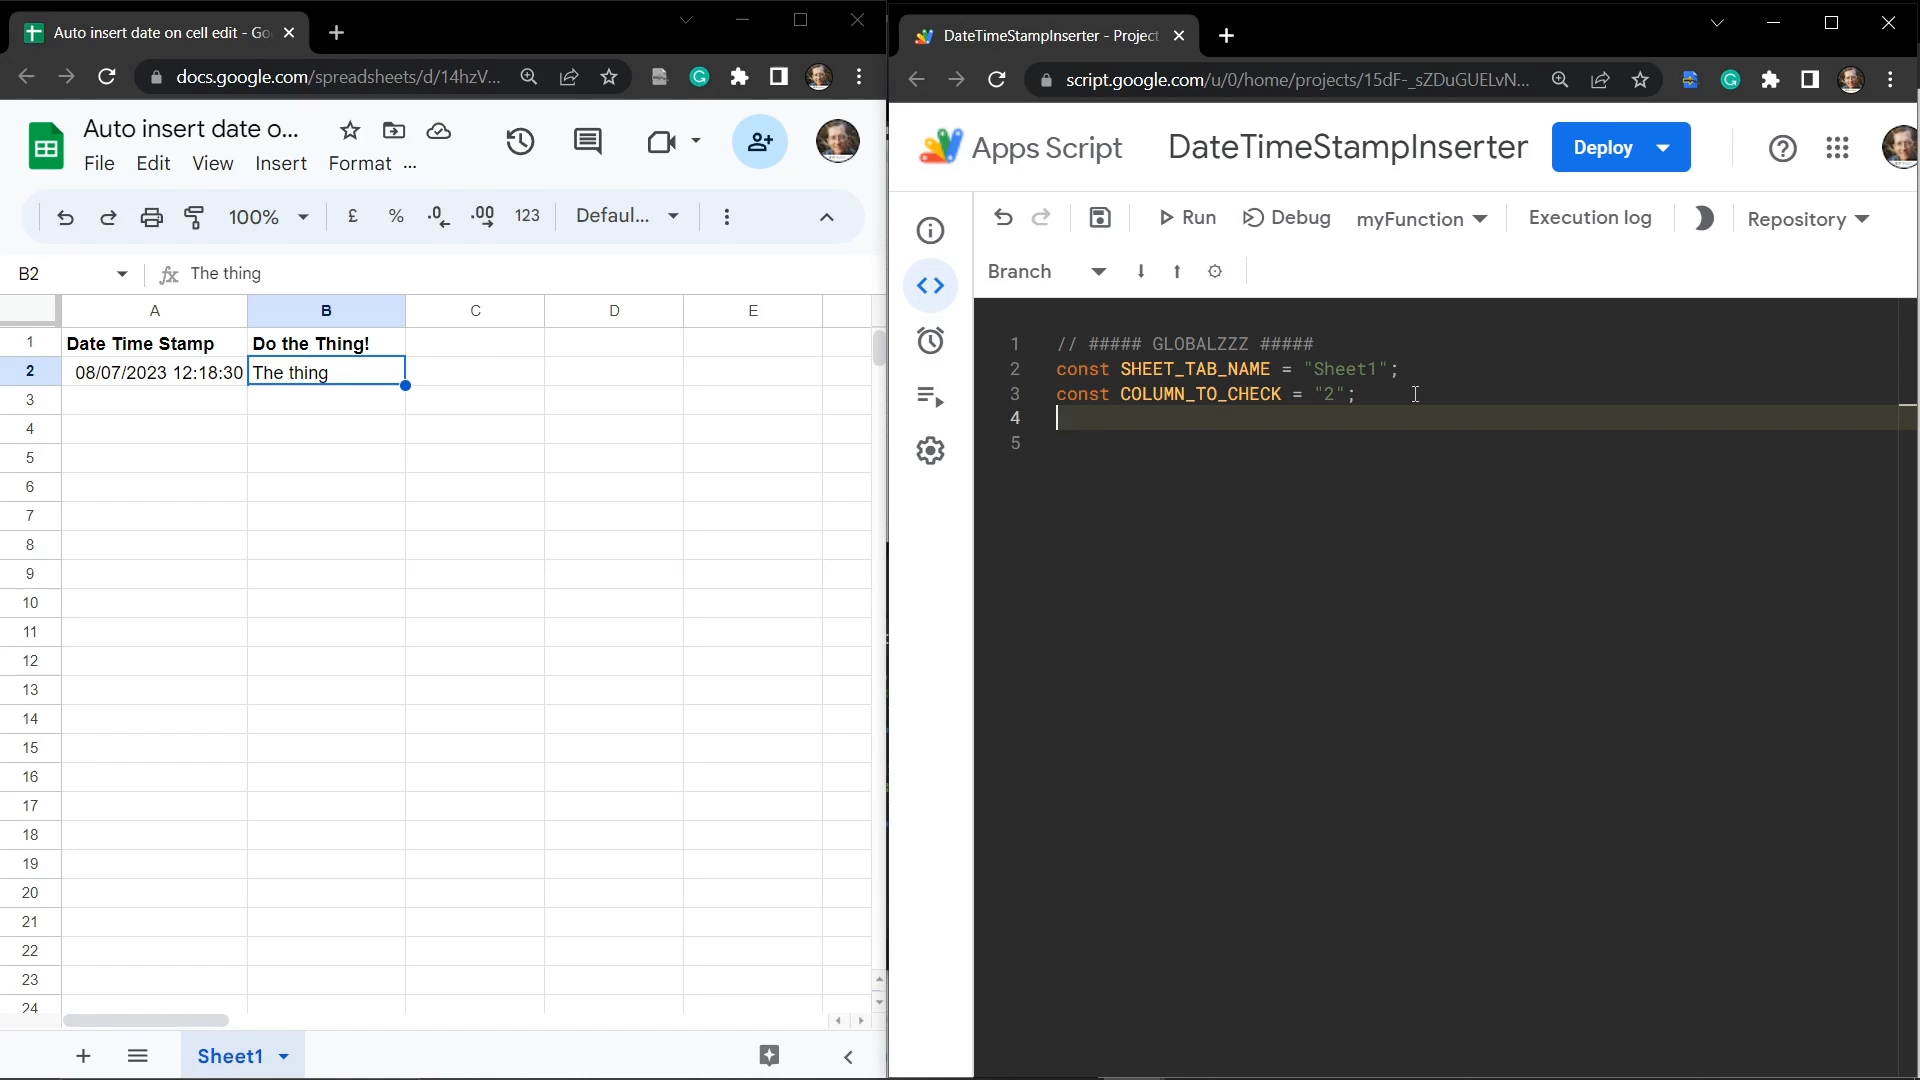 Auto insert date on cell edit - Go
docs.google.com/spreadsheets/d/14hzV...
Auto insert date o...
File Edit View Insert Format ...
100% £ % .0 .00 123 Defaul...
B2 fx The thing
A B C D E
1 Date Time Stamp Do the Thing!
2 08/07/2023 12:18:30 The thing
3
4
5
6
7
8
9
10
11
12
13
14
15
16
17
18
19
20
21
22
23
24
Sheet1
DateTimeStampInserter - Project
script.google.com/u/0/home/projects/15dF-_sZDuGUELvN...
Apps Script DateTimeStampInserter Deploy
Run Debug myFunction Execution log Repository
Branch
1 // ##### GLOBALZZZ #####
2 const SHEET_TAB_NAME = "Sheet1";
3 const COLUMN_TO_CHECK = "2";
4
5